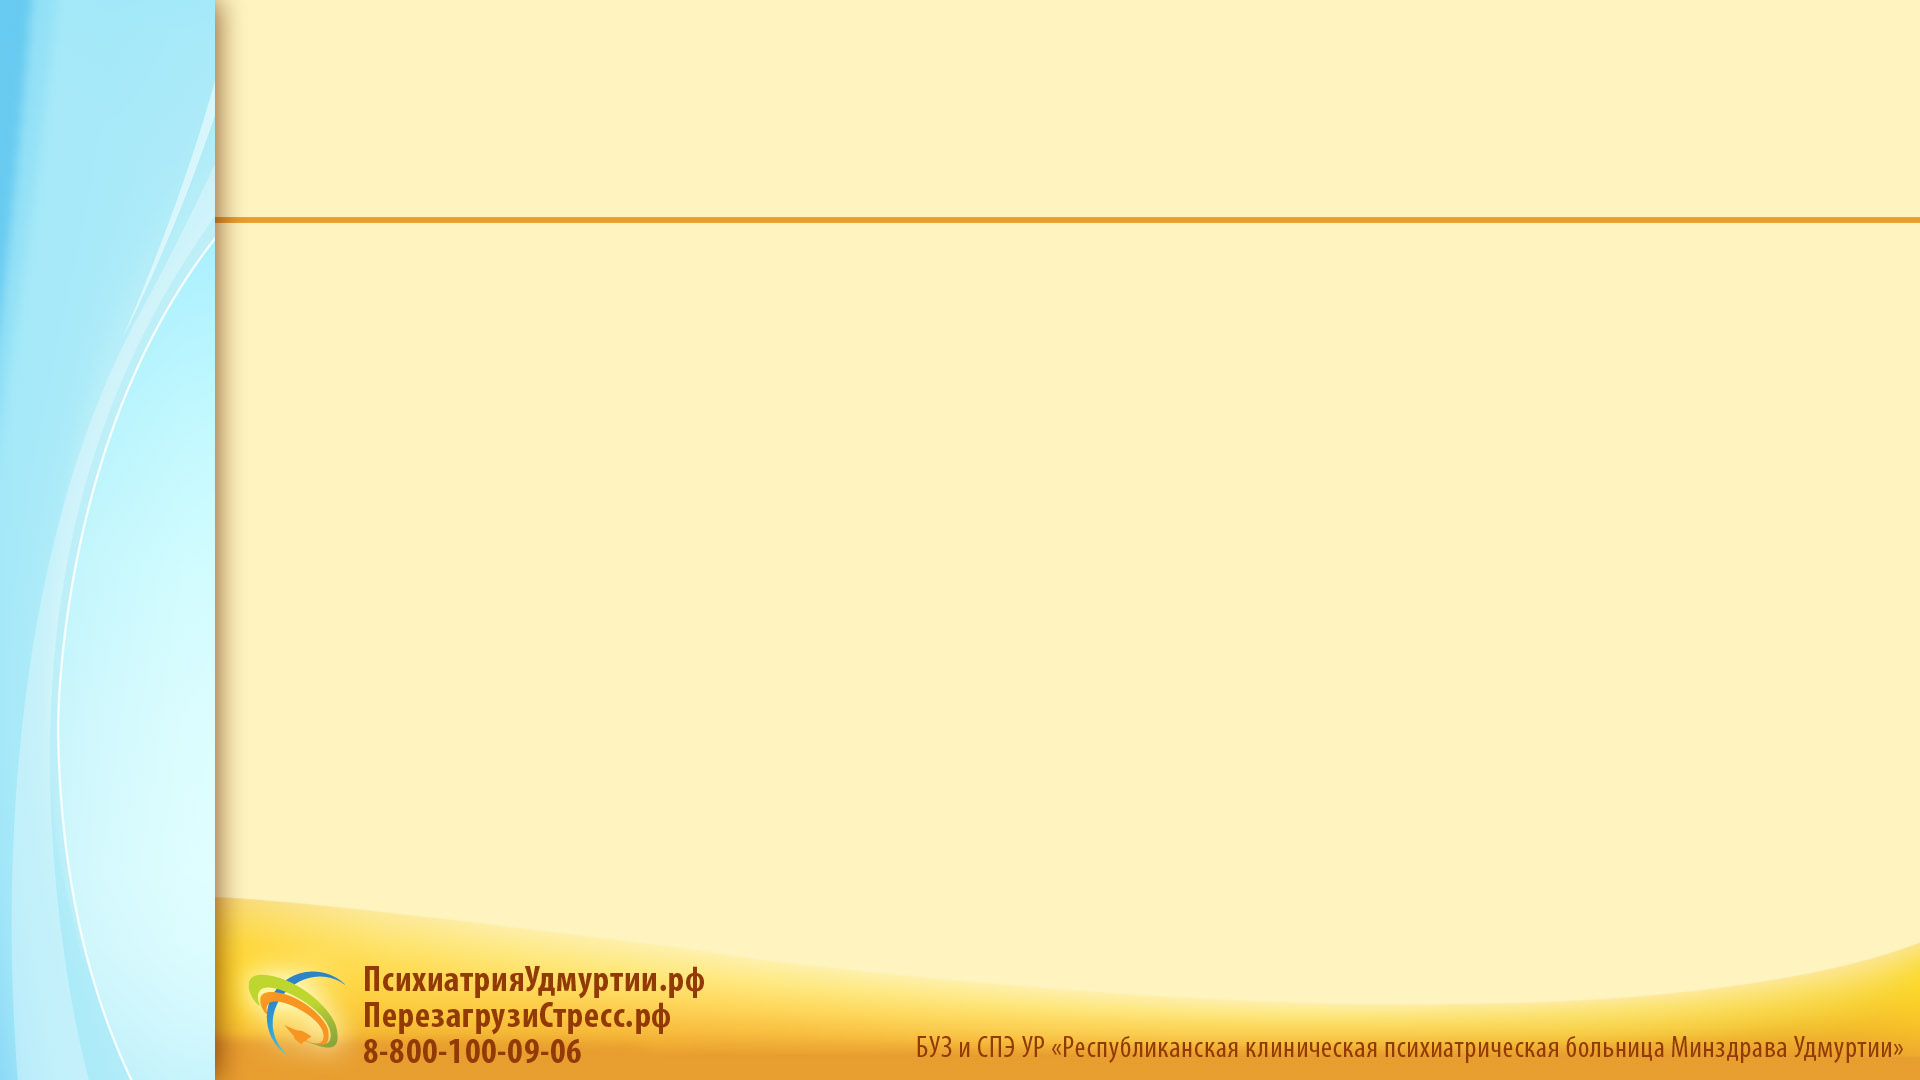 ПсихиатрияУдмуртии.рф
ПерезагрузиСтресс.рф
8-800-100-09-06
БУЗ и СПЭ УР «Республиканская клиническая психиатрическая больница Минздрава Удмуртии»